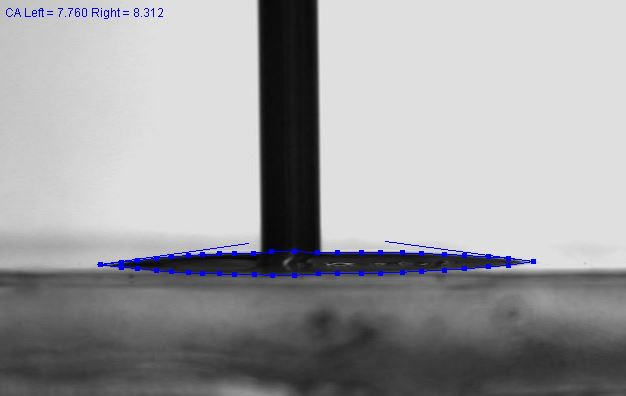 CA Left = 7.760 Right = 8.312